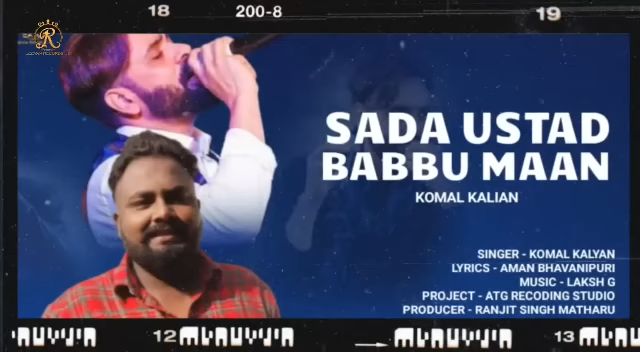 18 200-8 19
R
SADA USTAD
BABBU MAAN
KOMAL KALIAN
SINGER - KOMAL KALYAN
LYRICS - AMAN BHAVANIPURI
MUSIC - LAKSH G
PROJECT - ATG RECODING STUDIO
PRODUCER - RANJIT SINGH MATHARU
12 13